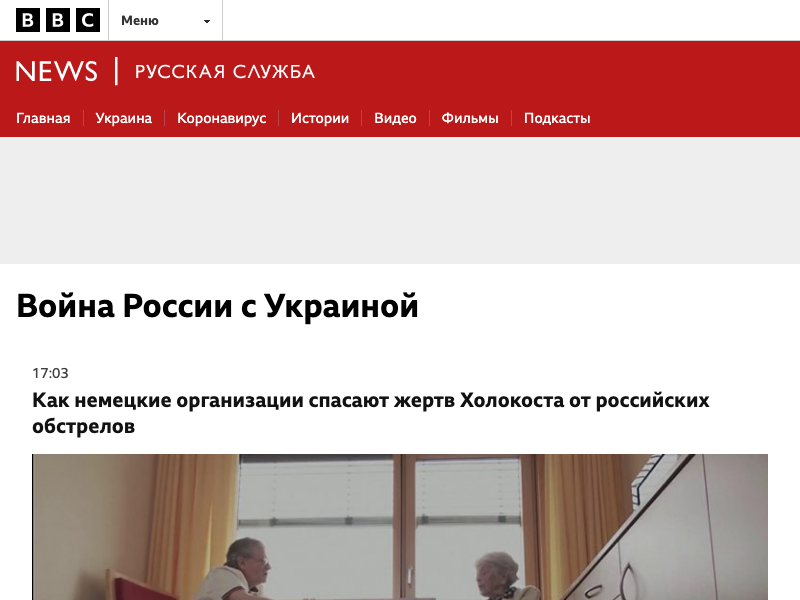 BBC
Меню
NEWS | РУССКАЯ СЛУЖБА
Главная
Украина
Коронавирус
Истории
Видео
Фильмы
Подкасты
Война России с Украиной
17:03
Как немецкие организации спасают жертв Холокоста от российских
обстрелов